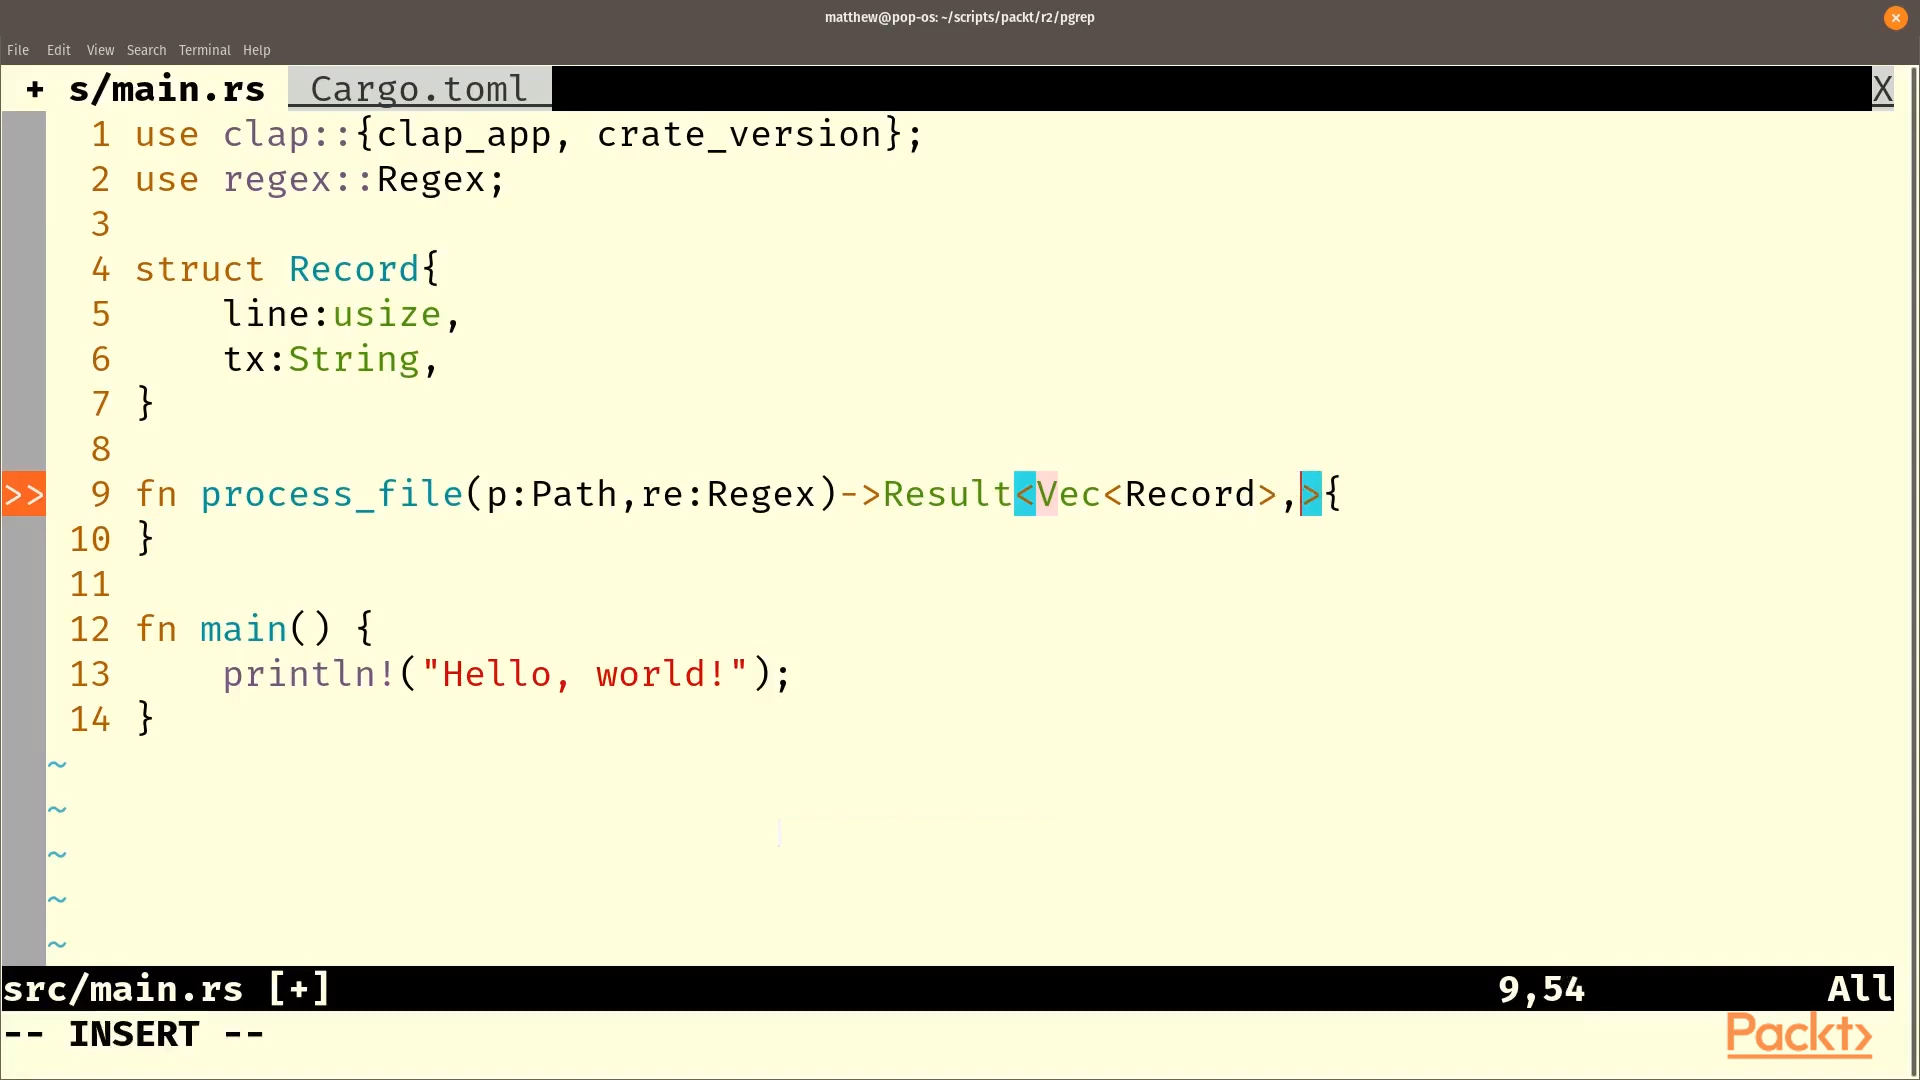 matthew@pop-os: ~/scripts/packt/r2/pgrep
File Edit View Search Terminal Help
+ s/main.rs Cargo.toml X
1 use clap::{clap_app, crate_version};
2 use regex::Regex;
3
4 struct Record{
5     line:usize,
6     tx:String,
7 }
8
>> 9 fn process_file(p:Path,re:Regex)->Result<Vec<Record>,>{
10 }
11
12 fn main() {
13     println!("Hello, world!");
14 }
~
~
~
~
~
src/main.rs [+] 9,54 All
-- INSERT --
Packt>